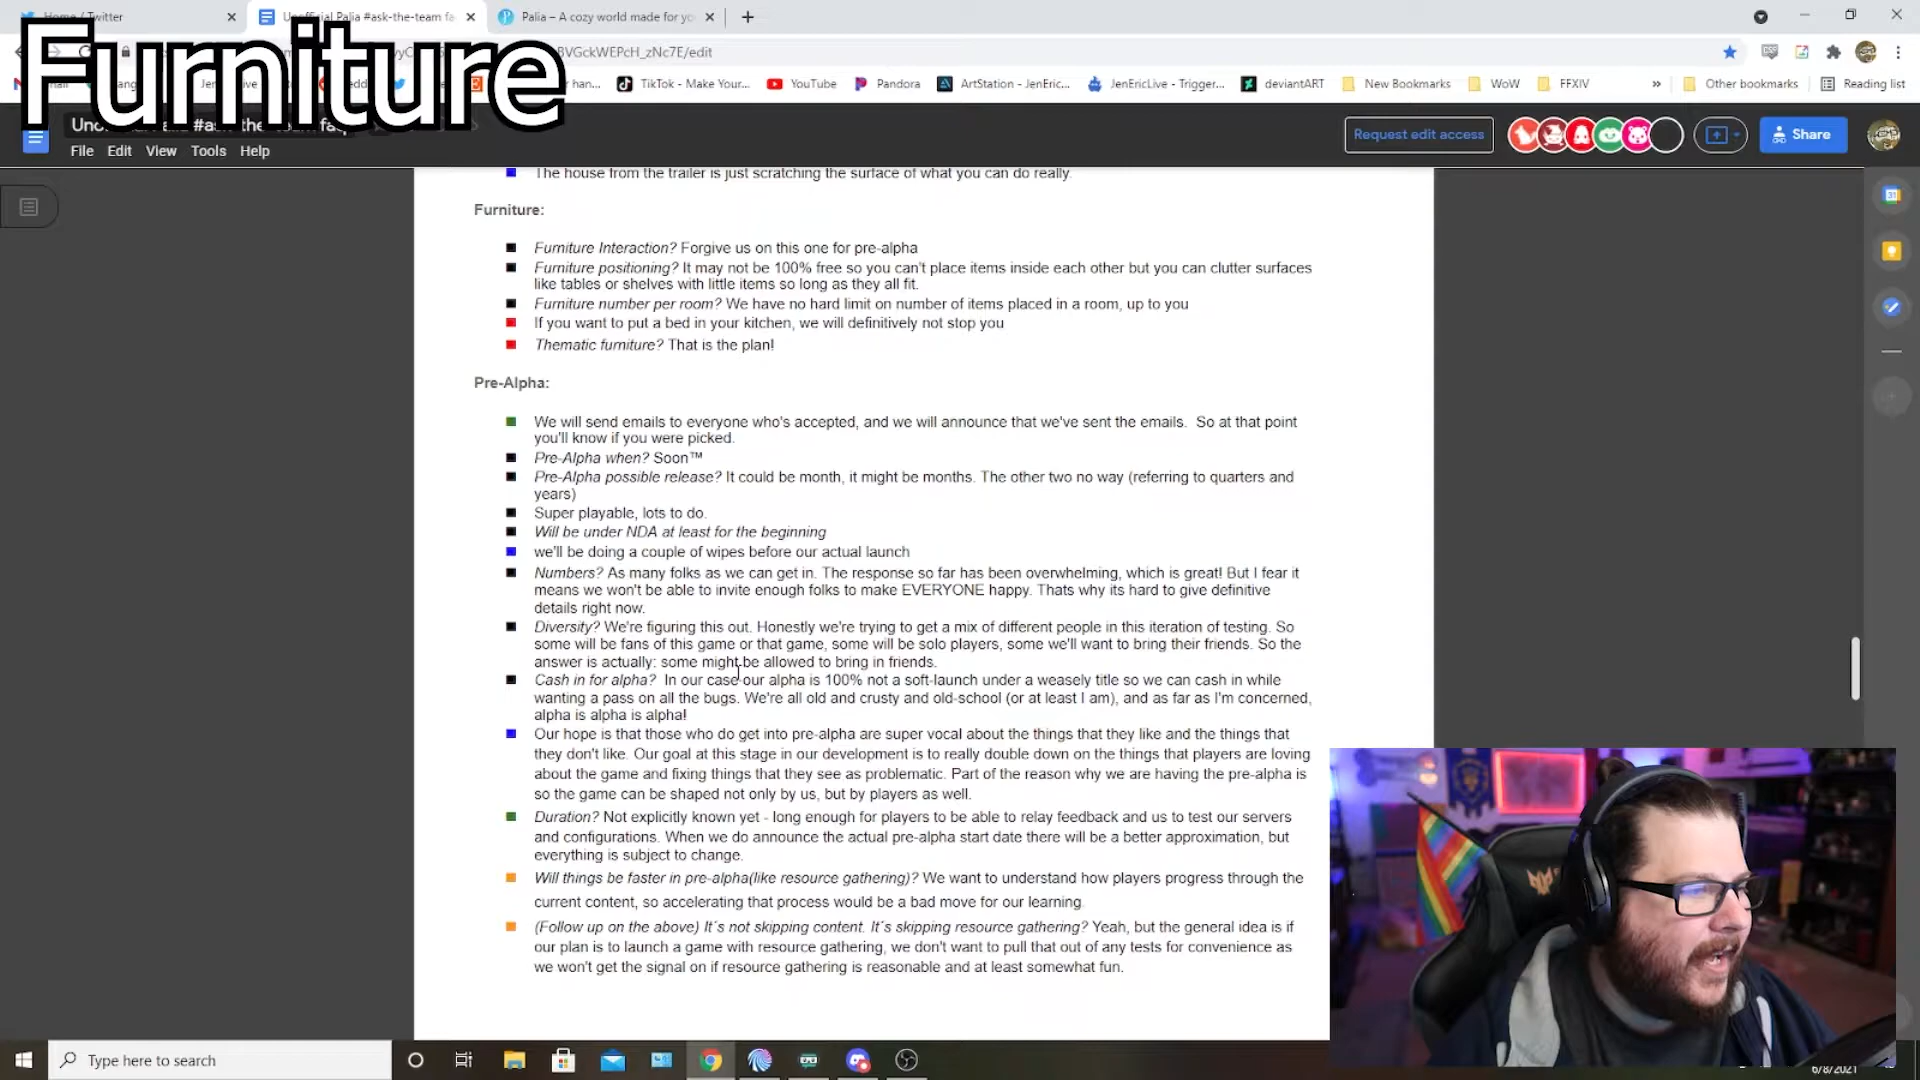 Furniture
Home / Twitter
Unofficial Palia #ask-the-team fa
Palia – A cozy world made for yo
BVGckWEPcH_zNc7E/edit
TikTok - Make Your...
YouTube
Pandora
ArtStation - JenEric...
JenEricLive - Trigger...
deviantART
New Bookmarks
WoW
FFXIV
»
Other bookmarks
Reading list
File Edit View Tools Help
Request edit access
Share
The house from the trailer is just scratching the surface of what you can do really.
Furniture:
Furniture Interaction? Forgive us on this one for pre-alpha
Furniture positioning? It may not be 100% free so you can't place items inside each other but you can clutter surfaces
like tables or shelves with little items so long as they all fit.
Furniture number per room? We have no hard limit on number of items placed in a room, up to you
If you want to put a bed in your kitchen, we will definitively not stop you
Thematic furniture? That is the plan!
Pre-Alpha:
We will send emails to everyone who's accepted, and we will announce that we've sent the emails. So at that point
you'll know if you were picked.
Pre-Alpha when? Soon™
Pre-Alpha possible release? It could be month, it might be months. The other two no way (referring to quarters and
years)
Super playable, lots to do.
Will be under NDA at least for the beginning
we'll be doing a couple of wipes before our actual launch
Numbers? As many folks as we can get in. The response so far has been overwhelming, which is great! But I fear it
means we won't be able to invite enough folks to make EVERYONE happy. Thats why its hard to give definitive
details right now.
Diversity? We're figuring this out. Honestly we're trying to get a mix of different people in this iteration of testing. So
some will be fans of this game or that game, some will be solo players, some we'll want to bring their friends. So the
answer is actually: some might be allowed to bring in friends.
Cash in for alpha? In our case our alpha is 100% not a soft-launch under a weasely title so we can cash in while
wanting a pass on all the bugs. We're all old and crusty and old-school (or at least I am), and as far as I'm concerned,
alpha is alpha is alpha!
Our hope is that those who do get into pre-alpha are super vocal about the things that they like and the things that
they don't like. Our goal at this stage in our development is to really double down on the things that players are loving
about the game and fixing things that they see as problematic. Part of the reason why we are having the pre-alpha is
so the game can be shaped not only by us, but by players as well.
Duration? Not explicitly known yet - long enough for players to be able to relay feedback and us to test our servers
and configurations. When we do announce the actual pre-alpha start date there will be a better approximation, but
everything is subject to change.
Will things be faster in pre-alpha(like resource gathering)? We want to understand how players progress through the
current content, so accelerating that process would be a bad move for our learning.
(Follow up on the above) It´s not skipping content. It´s skipping resource gathering? Yeah, but the general idea is if
our plan is to launch a game with resource gathering, we don't want to pull that out of any tests for convenience as
we won't get the signal on if resource gathering is reasonable and at least somewhat fun.
Type here to search
6/8/2021